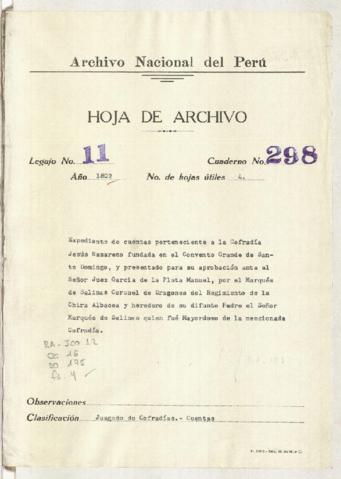 Archivo Nacional del Perú
HOJA DE ARCHIVO
Legajo No. 11 Cuaderno No. 298
Año 1802 No. de hojas útiles 4.
Expediente de cuentas perteneciente a la Cofradía
Jesús Nazareno fundada en el Convento Grande de San-
to Domingo, y presentado para su aprobación ante el
Señor Juez García de la Plata Manuel, por el Marqués
de Salinas Coronel de Dragones del Regimiento de la
Chira Albacea y heredero de su difunto Padre el Señor
Marqués de Salinas quien fué Mayordomo de la mencionada
Cofradía.
Observaciones
Clasificación Juzgado de Cofradías.- Cuentas